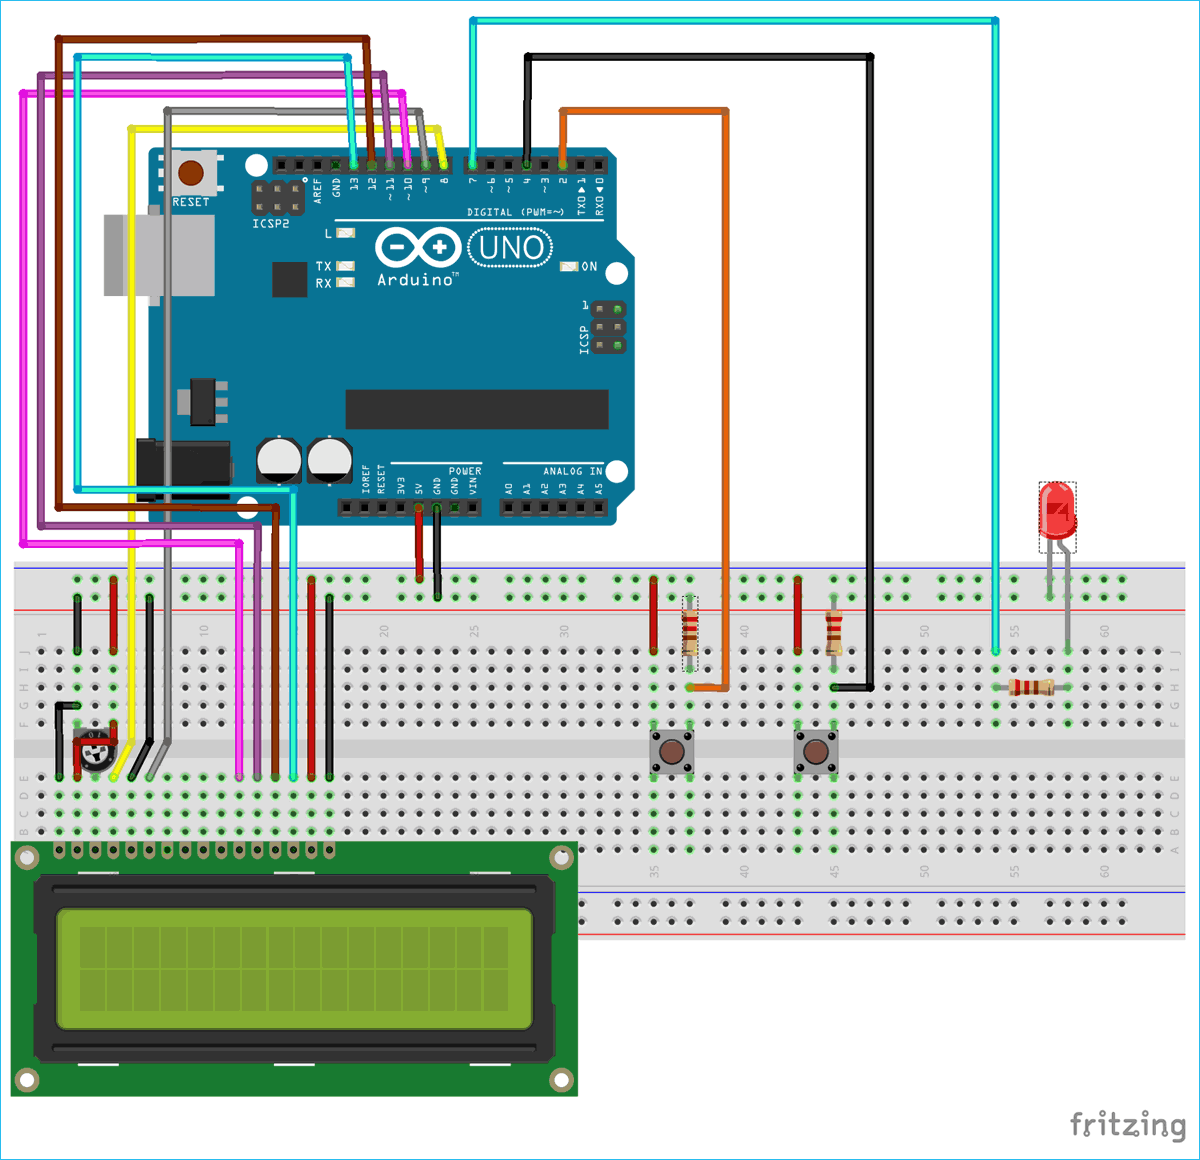 RESET
ICSP2
AREF
GND
13
12
~11
~10
~9
8
7
~6
~5
4
~3
2
TXD▲1
RXD▼0
DIGITAL (PWM=~)
L
TX
RX
Arduino™
UNO
ON
1
ICSP
IOREF
RESET
3V3
5V
GND
GND
VIN
POWER
ANALOG IN
A0
A1
A2
A3
A4
A5
1
10
20
25
30
40
50
55
60
J
I
H
G
F
J
I
H
G
F
E
D
C
B
E
D
C
B
A
35
40
45
50
55
60
fritzing